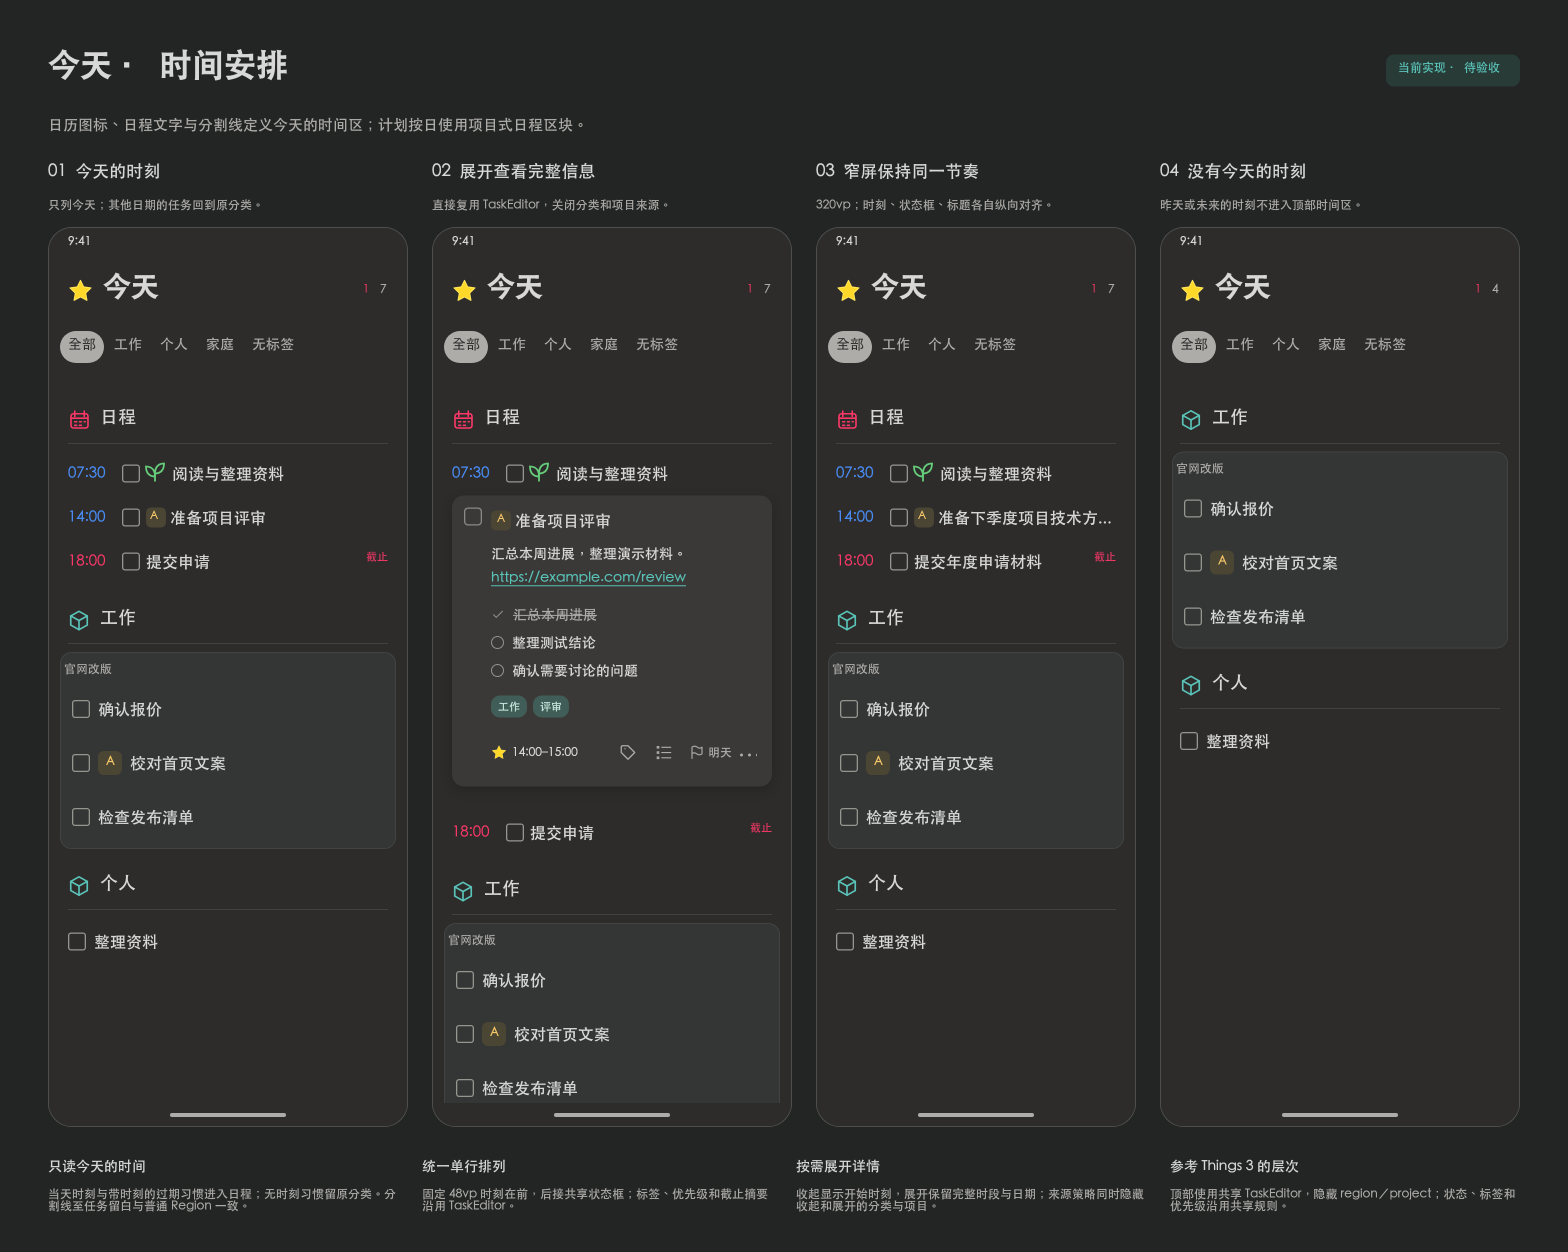 今天 · 时间安排
当前实现 · 待验收
日历图标、日程文字与分割线定义今天的时间区；计划按日使用项目式日程区块。
01 今天的时刻
只列今天；其他日期的任务回到原分类。
9:41
今天
1 7
全部 工作 个人 家庭 无标签
日程
07:30 阅读与整理资料
14:00 A 准备项目评审
18:00 提交申请 截止
工作
官网改版
确认报价
A 校对首页文案
检查发布清单
个人
整理资料
02 展开查看完整信息
直接复用 TaskEditor，关闭分类和项目来源。
9:41
今天
1 7
全部 工作 个人 家庭 无标签
日程
07:30 阅读与整理资料
A 准备项目评审
汇总本周进展，整理演示材料。
https://example.com/review
汇总本周进展
整理测试结论
确认需要讨论的问题
工作 评审
14:00–15:00 明天 ...
18:00 提交申请 截止
工作
官网改版
确认报价
A 校对首页文案
检查发布清单
03 窄屏保持同一节奏
320vp；时刻、状态框、标题各自纵向对齐。
9:41
今天
1 7
全部 工作 个人 无标签
日程
07:30 阅读与整理资料
14:00 A 准备下季度项目技术方...
18:00 提交年度申请材料 截止
工作
官网改版
确认报价
A 校对首页文案
检查发布清单
个人
整理资料
04 没有今天的时刻
昨天或未来的时刻不进入顶部时间区。
9:41
今天
1 4
全部 工作 个人 家庭 无标签
工作
官网改版
确认报价
A 校对首页文案
检查发布清单
个人
整理资料
只读今天的时间
当天时刻与带时刻的过期习惯进入日程；无时刻习惯留原分类。分
割线至任务留白与普通 Region 一致。
统一单行排列
固定 48vp 时刻在前，后接共享状态框；标签、优先级和截止摘要
沿用 TaskEditor。
按需展开详情
收起显示开始时刻，展开保留完整时段与日期；来源策略同时隐藏
收起和展开的分类与项目。
参考 Things 3 的层次
顶部使用共享 TaskEditor，隐藏 region／project；状态、标签和
优先级沿用共享规则。